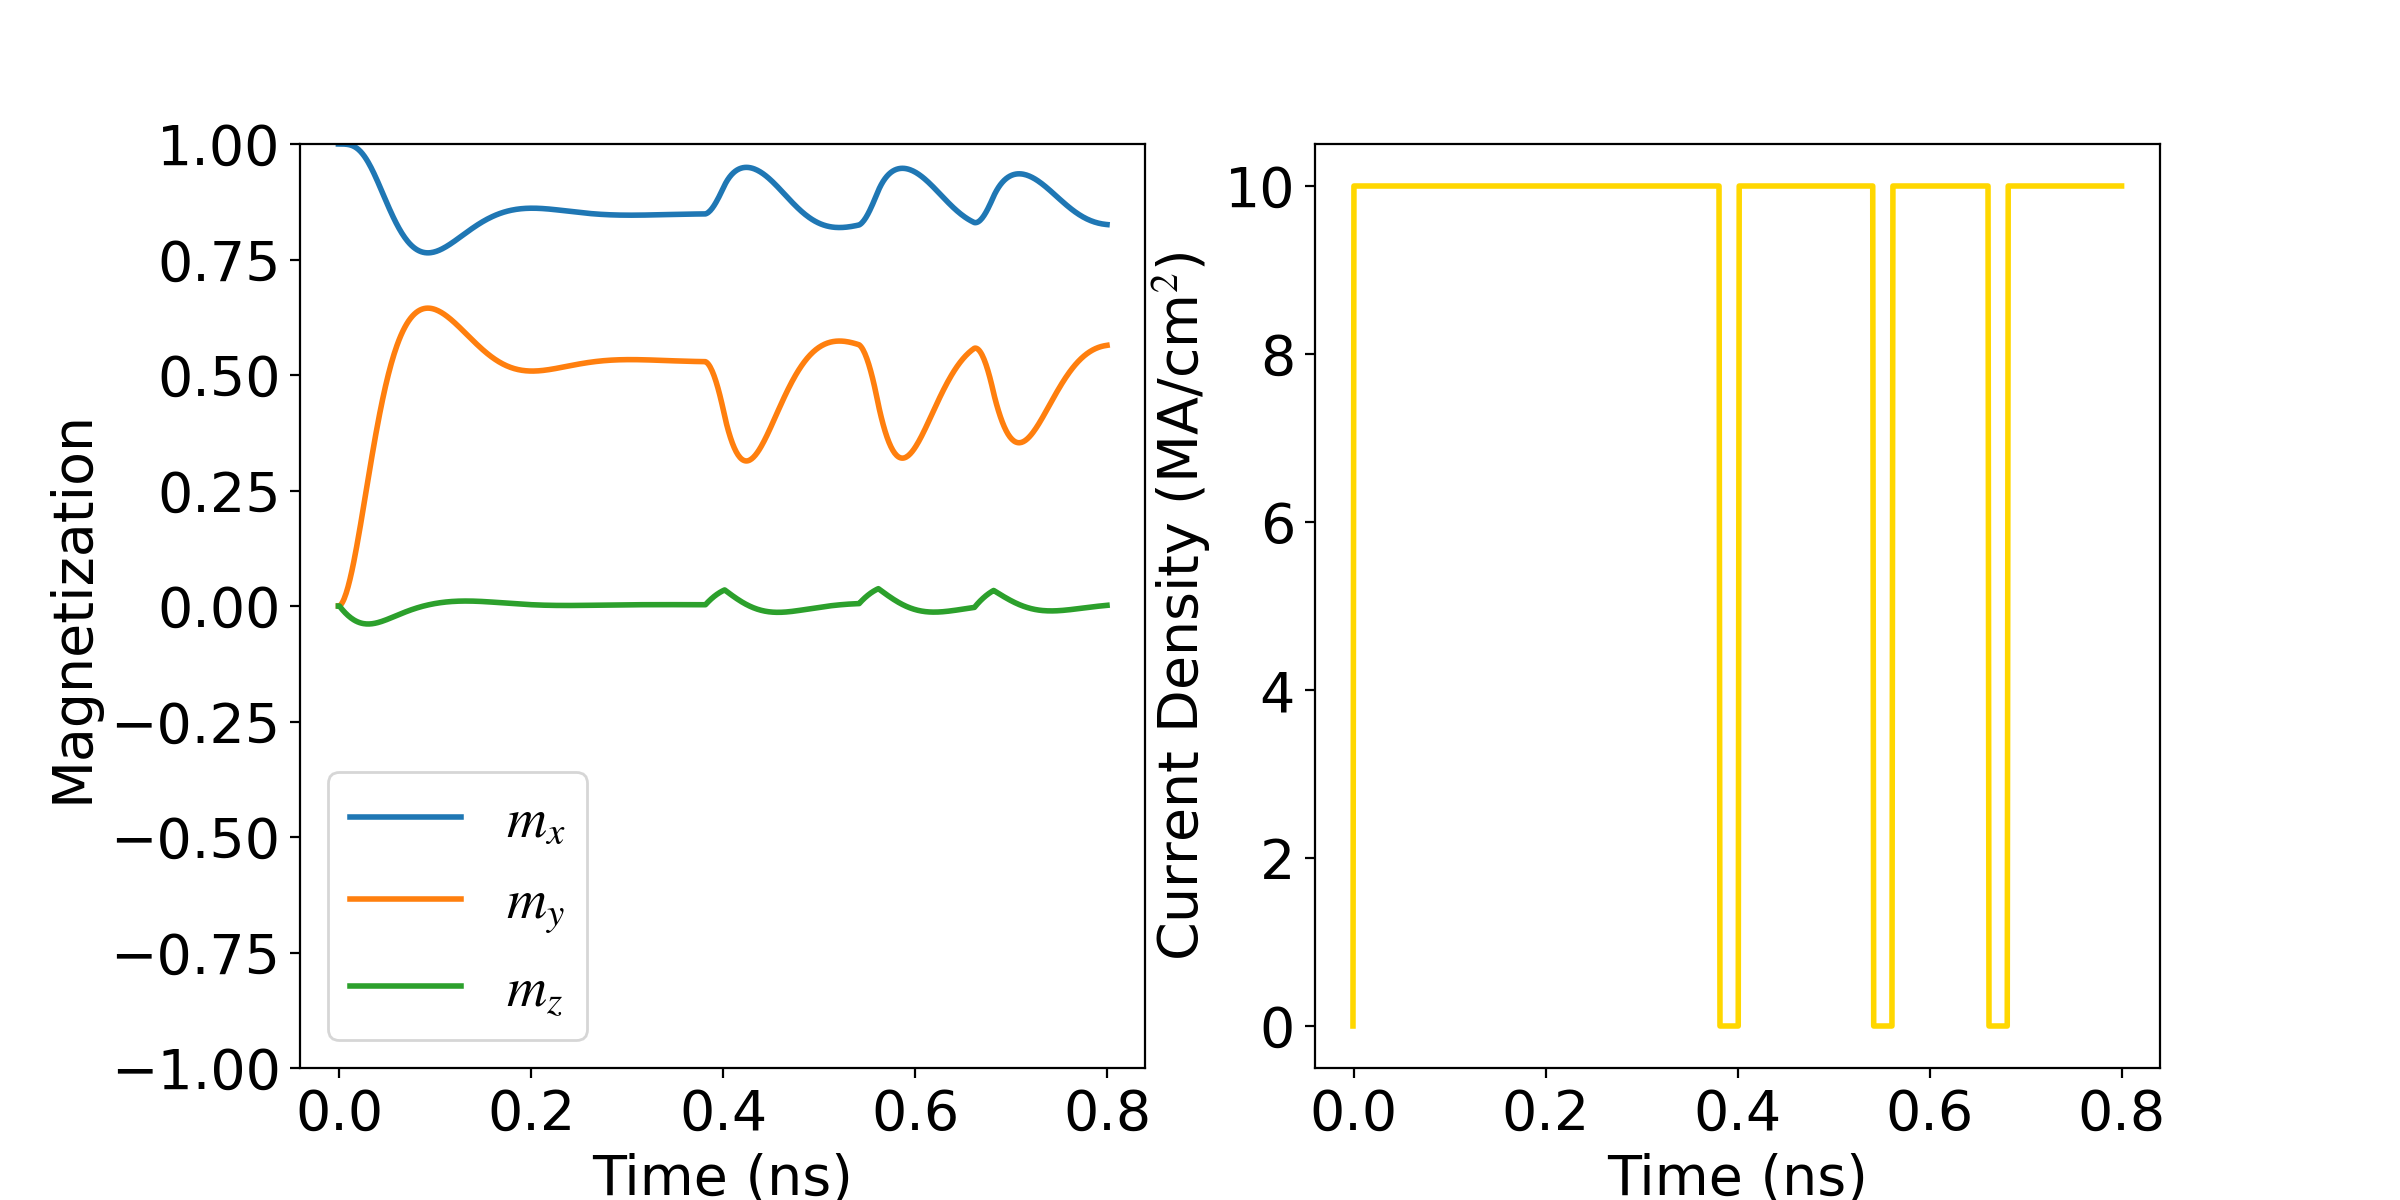 1.00
0.75
0.50
0.25
0.00
−0.25
−0.50
−0.75
−1.00
Magnetization
0.0 0.2 0.4 0.6 0.8
Time (ns)
m_x
m_y
m_z
10
8
6
4
2
0
Current Density (MA/cm²)
0.0 0.2 0.4 0.6 0.8
Time (ns)